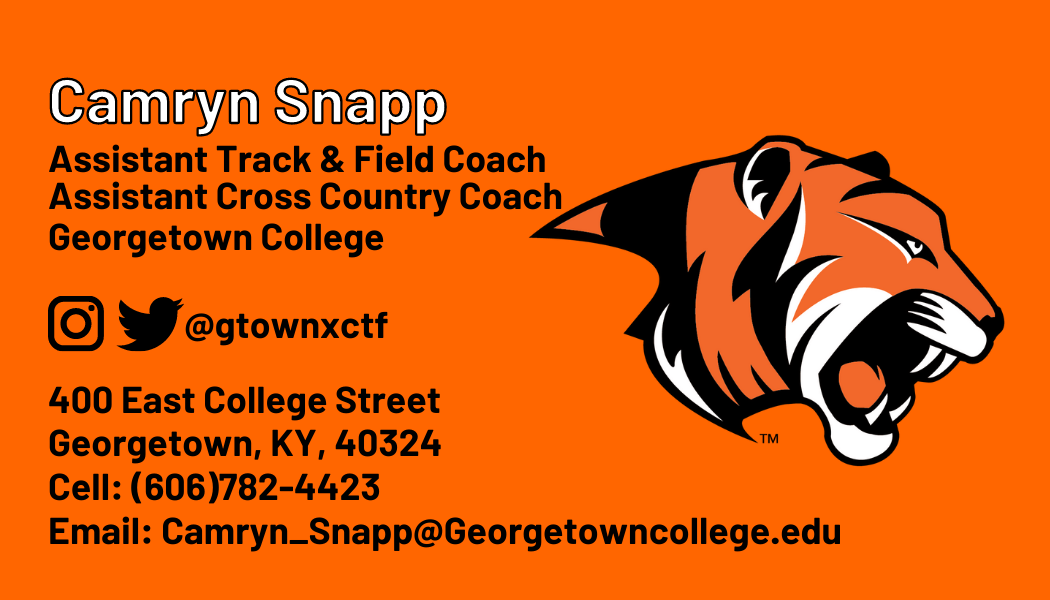 Camryn Snapp
Assistant Track & Field Coach
Assistant Cross Country Coach
Georgetown College
@gtownxctf
400 East College Street
Georgetown, KY, 40324
Cell: (606)782-4423
Email: Camryn_Snapp@Georgetowncollege.edu
TM